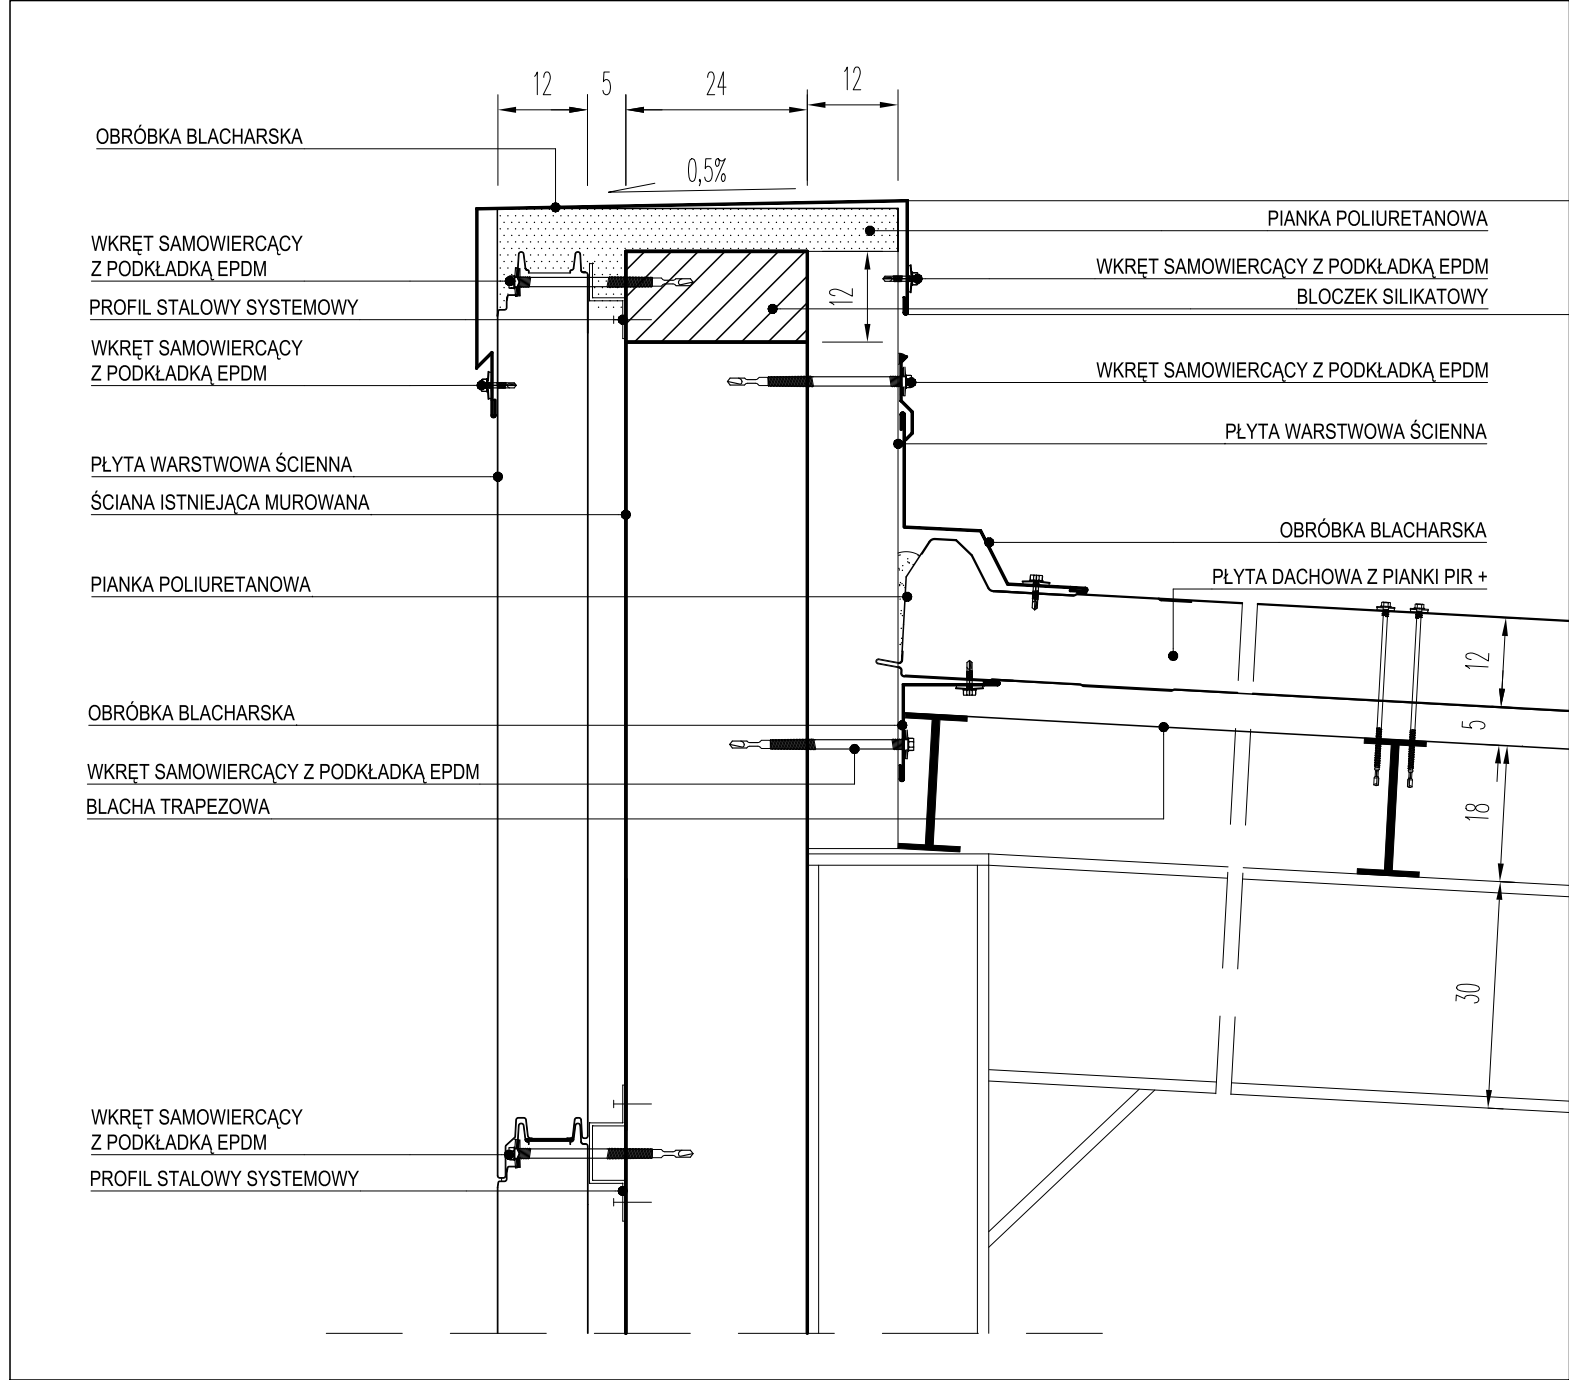 12
5
24
12
OBRÓBKA BLACHARSKA
0,5%
PIANKA POLIURETANOWA
WKRĘT SAMOWIERCĄCY
Z PODKŁADKĄ EPDM
WKRĘT SAMOWIERCĄCY Z PODKŁADKĄ EPDM
PROFIL STALOWY SYSTEMOWY
12
BLOCZEK SILIKATOWY
WKRĘT SAMOWIERCĄCY
Z PODKŁADKĄ EPDM
WKRĘT SAMOWIERCĄCY Z PODKŁADKĄ EPDM
PŁYTA WARSTWOWA ŚCIENNA
PŁYTA WARSTWOWA ŚCIENNA
ŚCIANA ISTNIEJĄCA MUROWANA
OBRÓBKA BLACHARSKA
PIANKA POLIURETANOWA
PŁYTA DACHOWA Z PIANKI PIR +
12
OBRÓBKA BLACHARSKA
5
WKRĘT SAMOWIERCĄCY Z PODKŁADKĄ EPDM
BLACHA TRAPEZOWA
18
30
WKRĘT SAMOWIERCĄCY
Z PODKŁADKĄ EPDM
PROFIL STALOWY SYSTEMOWY